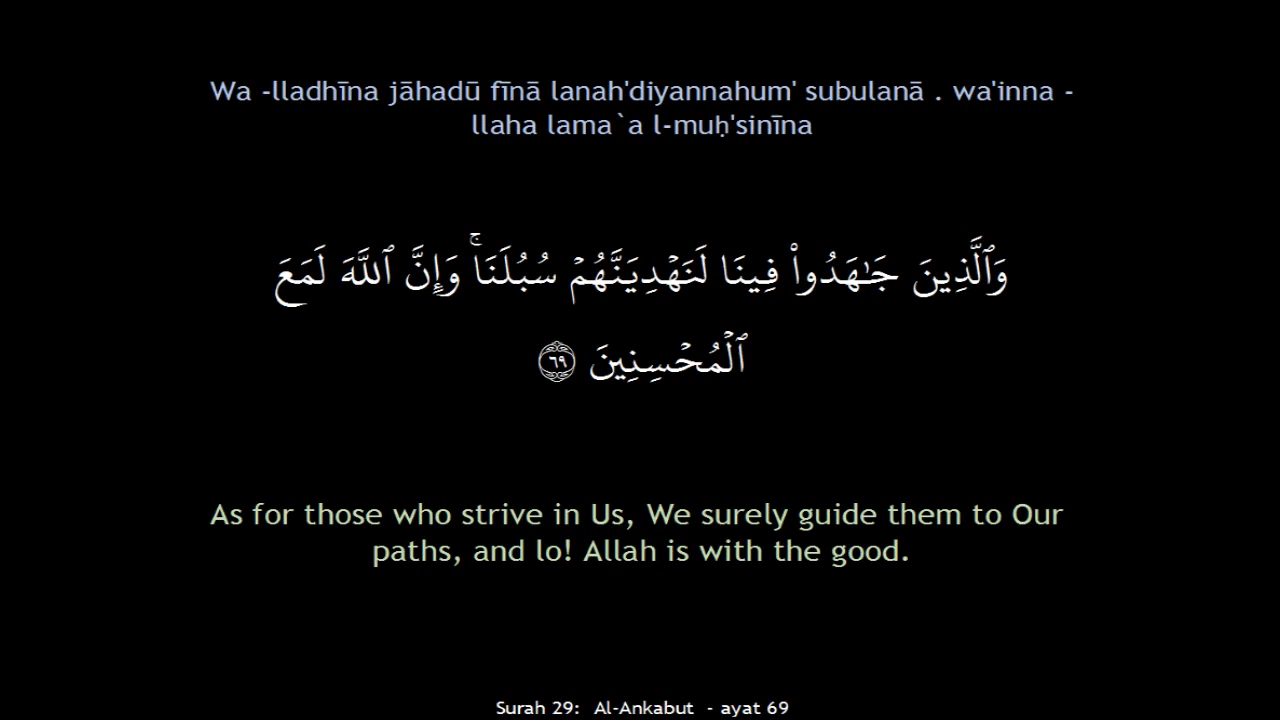 Wa -lladhīna jāhadū fīnā lanah'diyannahum' subulanā . wa'inna -
llaha lama`a l-muḥ'sinīna
وَٱلَّذِينَ جَـٰهَدُوا۟ فِينَا لَنَهْدِيَنَّهُمْ سُبُلَنَا ۚ وَإِنَّ ٱللَّهَ لَمَعَ
ٱلْمُحْسِنِينَ ٦٩
As for those who strive in Us, We surely guide them to Our
paths, and lo! Allah is with the good.
Surah 29: Al-Ankabut - ayat 69